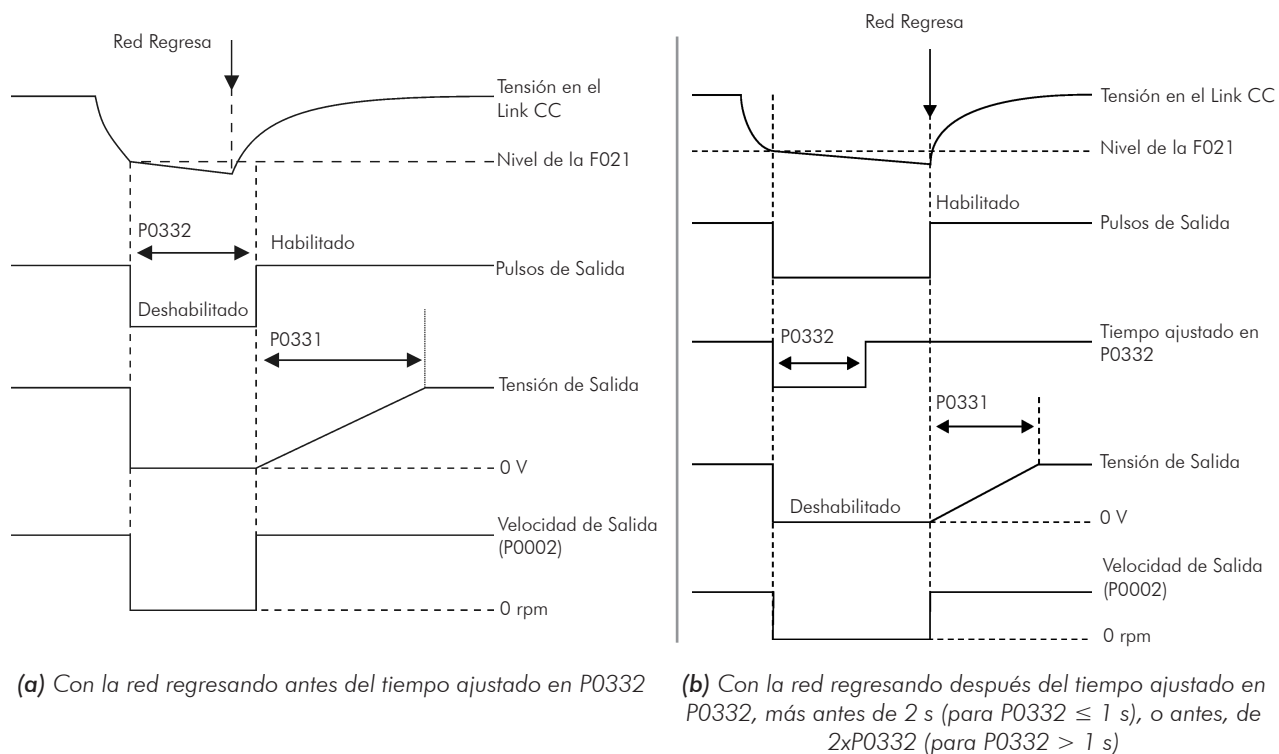 Red Regresa
Tensión en el
Link CC
Nivel de la F021
P0332
Habilitado
Pulsos de Salida
Deshabilitado
P0331
Tensión de Salida
0 V
Velocidad de Salida
(P0002)
0 rpm
(a) Con la red regresando antes del tiempo ajustado en P0332
Red Regresa
Tensión en el Link CC
Nivel de la F021
Habilitado
Pulsos de Salida
P0332
Tiempo ajustado en
P0332
P0331
Tensión de Salida
Deshabilitado
0 V
Velocidad de Salida
(P0002)
0 rpm
(b) Con la red regresando después del tiempo ajustado en
P0332, más antes de 2 s (para P0332 ≤ 1 s), o antes, de
2xP0332 (para P0332 > 1 s)